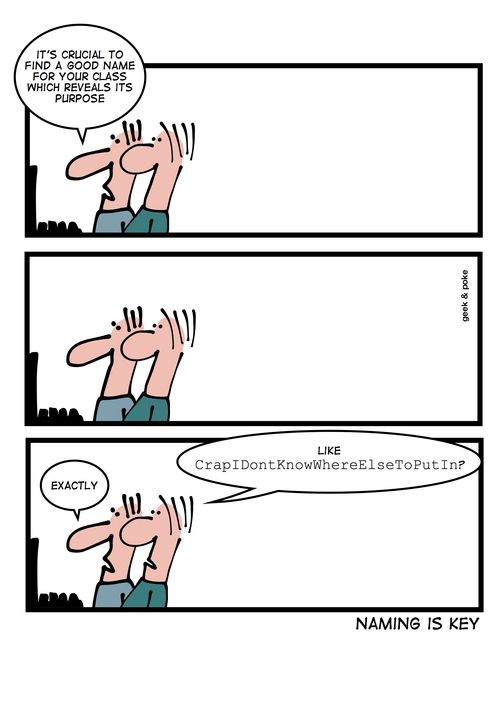 IT'S CRUCIAL TO
FIND A GOOD NAME
FOR YOUR CLASS
WHICH REVEALS ITS
PURPOSE
geek & poke
LIKE
CrapIDontKnowWhereElseToPutIn?
EXACTLY
NAMING IS KEY